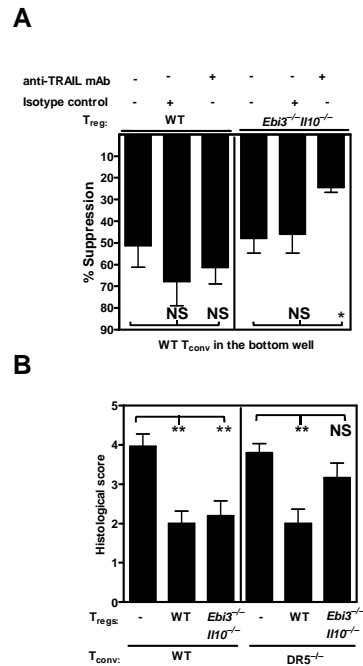 A
anti-TRAIL mAb - - + - - +
Isotype control - + - - + -
Treg: WT Ebi3–/–Il10–/–
% Suppression
10
20
30
40
50
60
70
80
90
NS NS NS *
WT Tconv in the bottom well
B
Histological score
5
4
3
2
1
0
** ** ** NS
Tregs: - WT Ebi3–/– - WT Ebi3–/–
Il10–/– Il10–/–
Tconv: WT DR5–/–